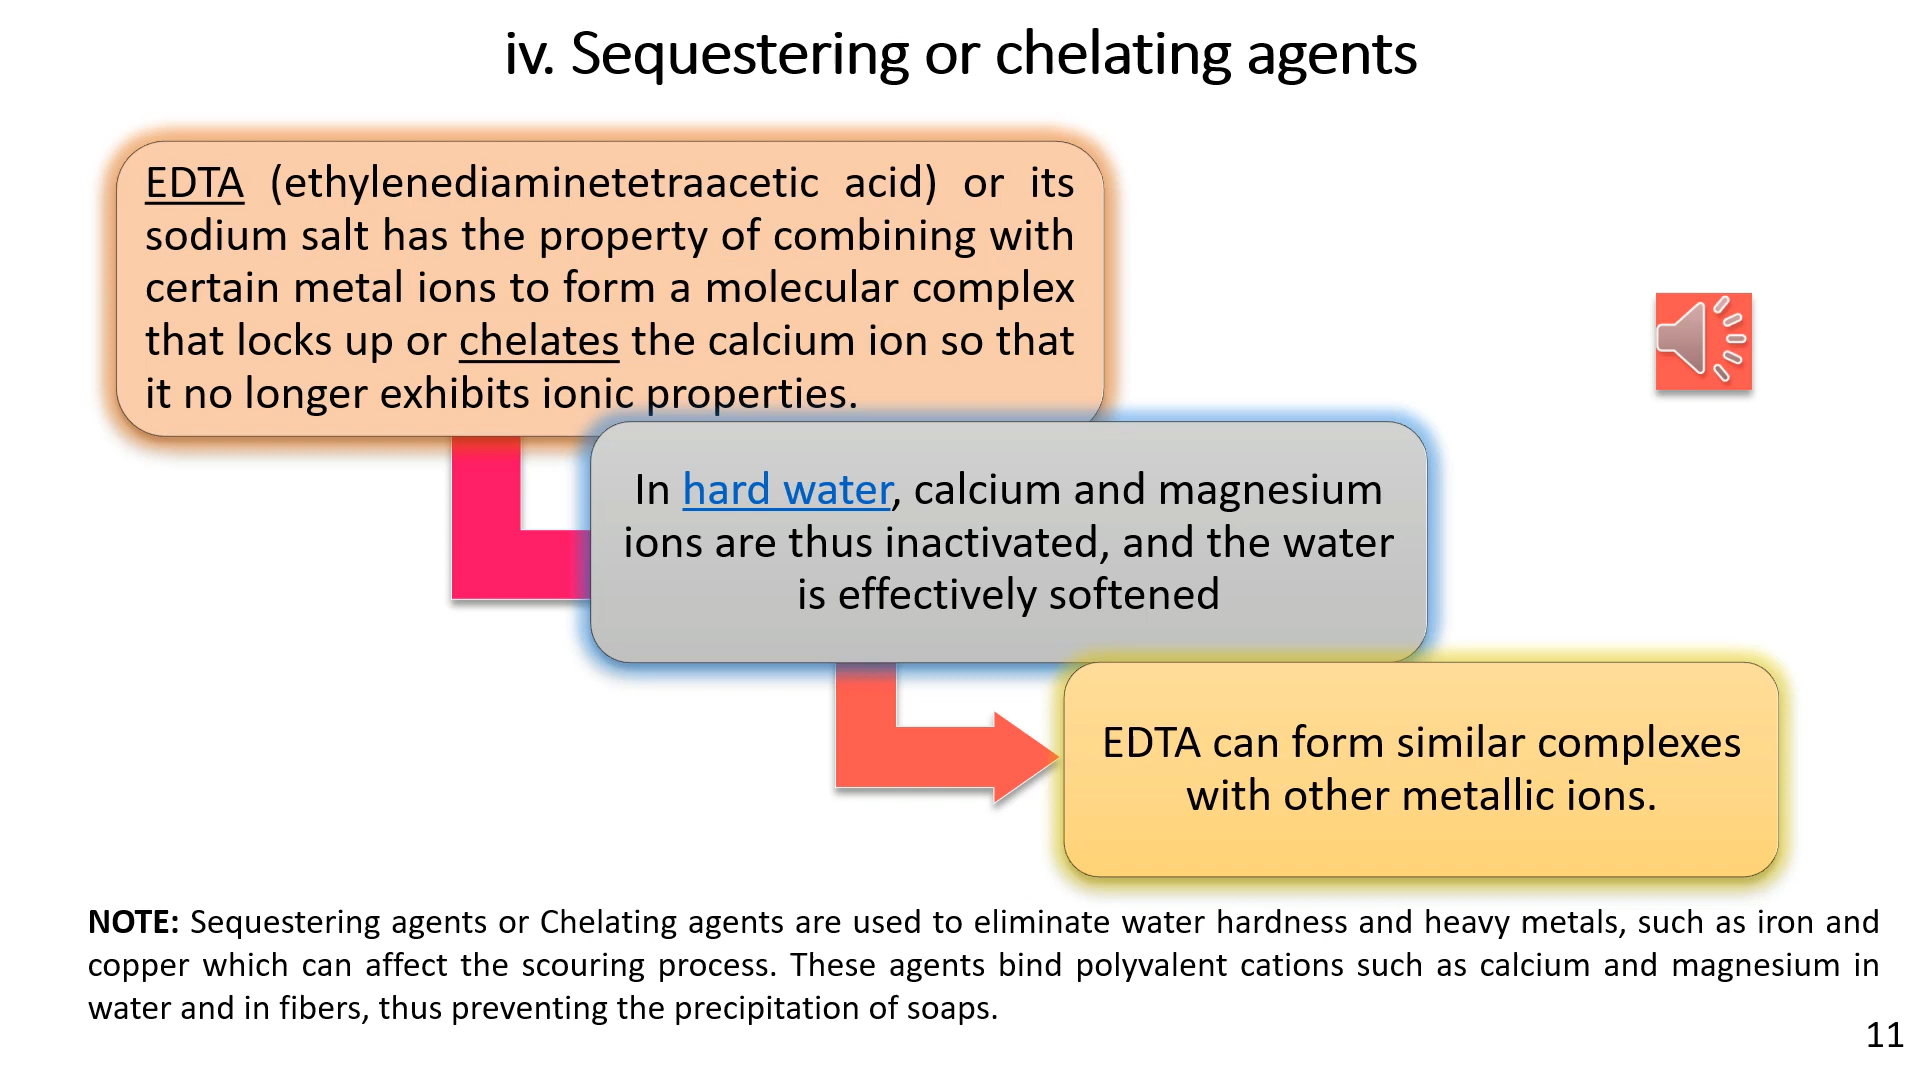 iv. Sequestering or chelating agents
EDTA (ethylenediaminetetraacetic acid) or its
sodium salt has the property of combining with
certain metal ions to form a molecular complex
that locks up or chelates the calcium ion so that
it no longer exhibits ionic properties.
In hard water, calcium and magnesium
ions are thus inactivated, and the water
is effectively softened
EDTA can form similar complexes
with other metallic ions.
NOTE: Sequestering agents or Chelating agents are used to eliminate water hardness and heavy metals, such as iron and
copper which can affect the scouring process. These agents bind polyvalent cations such as calcium and magnesium in
water and in fibers, thus preventing the precipitation of soaps.
11